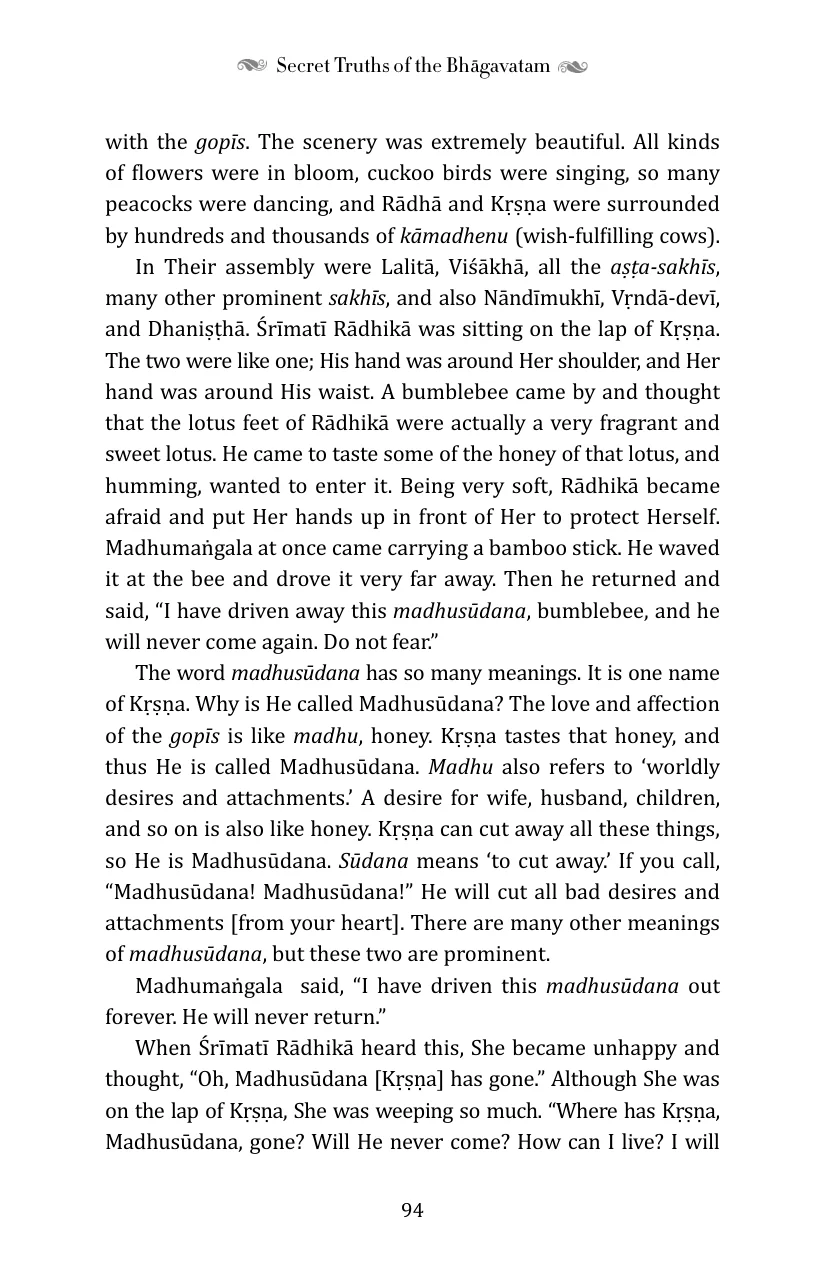 Secret Truths of the Bhāgavatam
with the gopīs. The scenery was extremely beautiful. All kinds
of flowers were in bloom, cuckoo birds were singing, so many
peacocks were dancing, and Rādhā and Kṛṣṇa were surrounded
by hundreds and thousands of kāmadhenu (wish-fulfilling cows).
In Their assembly were Lalitā, Viśākhā, all the aṣṭa-sakhīs,
many other prominent sakhīs, and also Nāndīmukhī, Vṛndā-devī,
and Dhaniṣṭhā. Śrīmatī Rādhikā was sitting on the lap of Kṛṣṇa.
The two were like one; His hand was around Her shoulder, and Her
hand was around His waist. A bumblebee came by and thought
that the lotus feet of Rādhikā were actually a very fragrant and
sweet lotus. He came to taste some of the honey of that lotus, and
humming, wanted to enter it. Being very soft, Rādhikā became
afraid and put Her hands up in front of Her to protect Herself.
Madhumaṅgala at once came carrying a bamboo stick. He waved
it at the bee and drove it very far away. Then he returned and
said, “I have driven away this madhusūdana, bumblebee, and he
will never come again. Do not fear.”
The word madhusūdana has so many meanings. It is one name
of Kṛṣṇa. Why is He called Madhusūdana? The love and affection
of the gopīs is like madhu, honey. Kṛṣṇa tastes that honey, and
thus He is called Madhusūdana. Madhu also refers to ‘worldly
desires and attachments.’ A desire for wife, husband, children,
and so on is also like honey. Kṛṣṇa can cut away all these things,
so He is Madhusūdana. Sūdana means ‘to cut away.’ If you call,
“Madhusūdana! Madhusūdana!” He will cut all bad desires and
attachments [from your heart]. There are many other meanings
of madhusūdana, but these two are prominent.
Madhumaṅgala said, “I have driven this madhusūdana out
forever. He will never return.”
When Śrīmatī Rādhikā heard this, She became unhappy and
thought, “Oh, Madhusūdana [Kṛṣṇa] has gone.” Although She was
on the lap of Kṛṣṇa, She was weeping so much. “Where has Kṛṣṇa,
Madhusūdana, gone? Will He never come? How can I live? I will
94